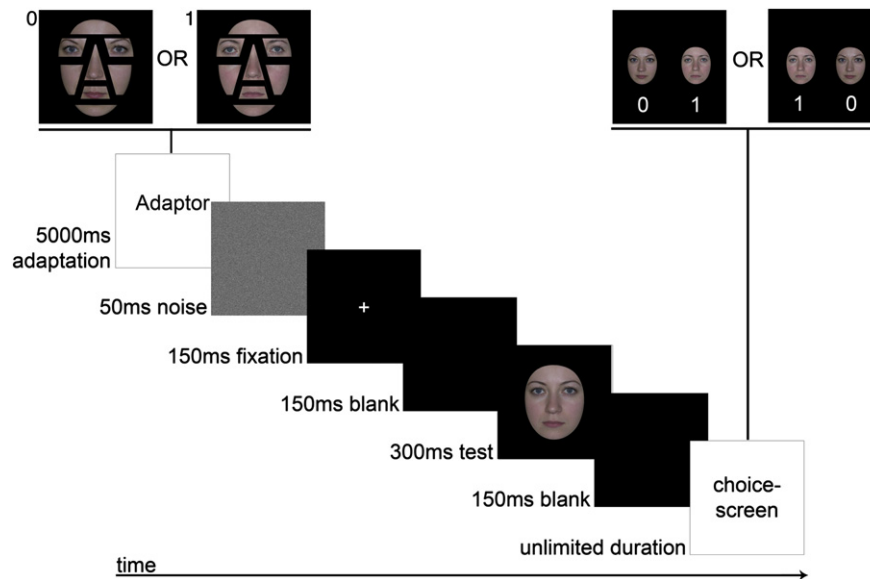 0
OR
1
0 1
OR
1 0
Adaptor
5000ms
adaptation
50ms noise
+
150ms fixation
150ms blank
300ms test
150ms blank
choice-
screen
unlimited duration
time